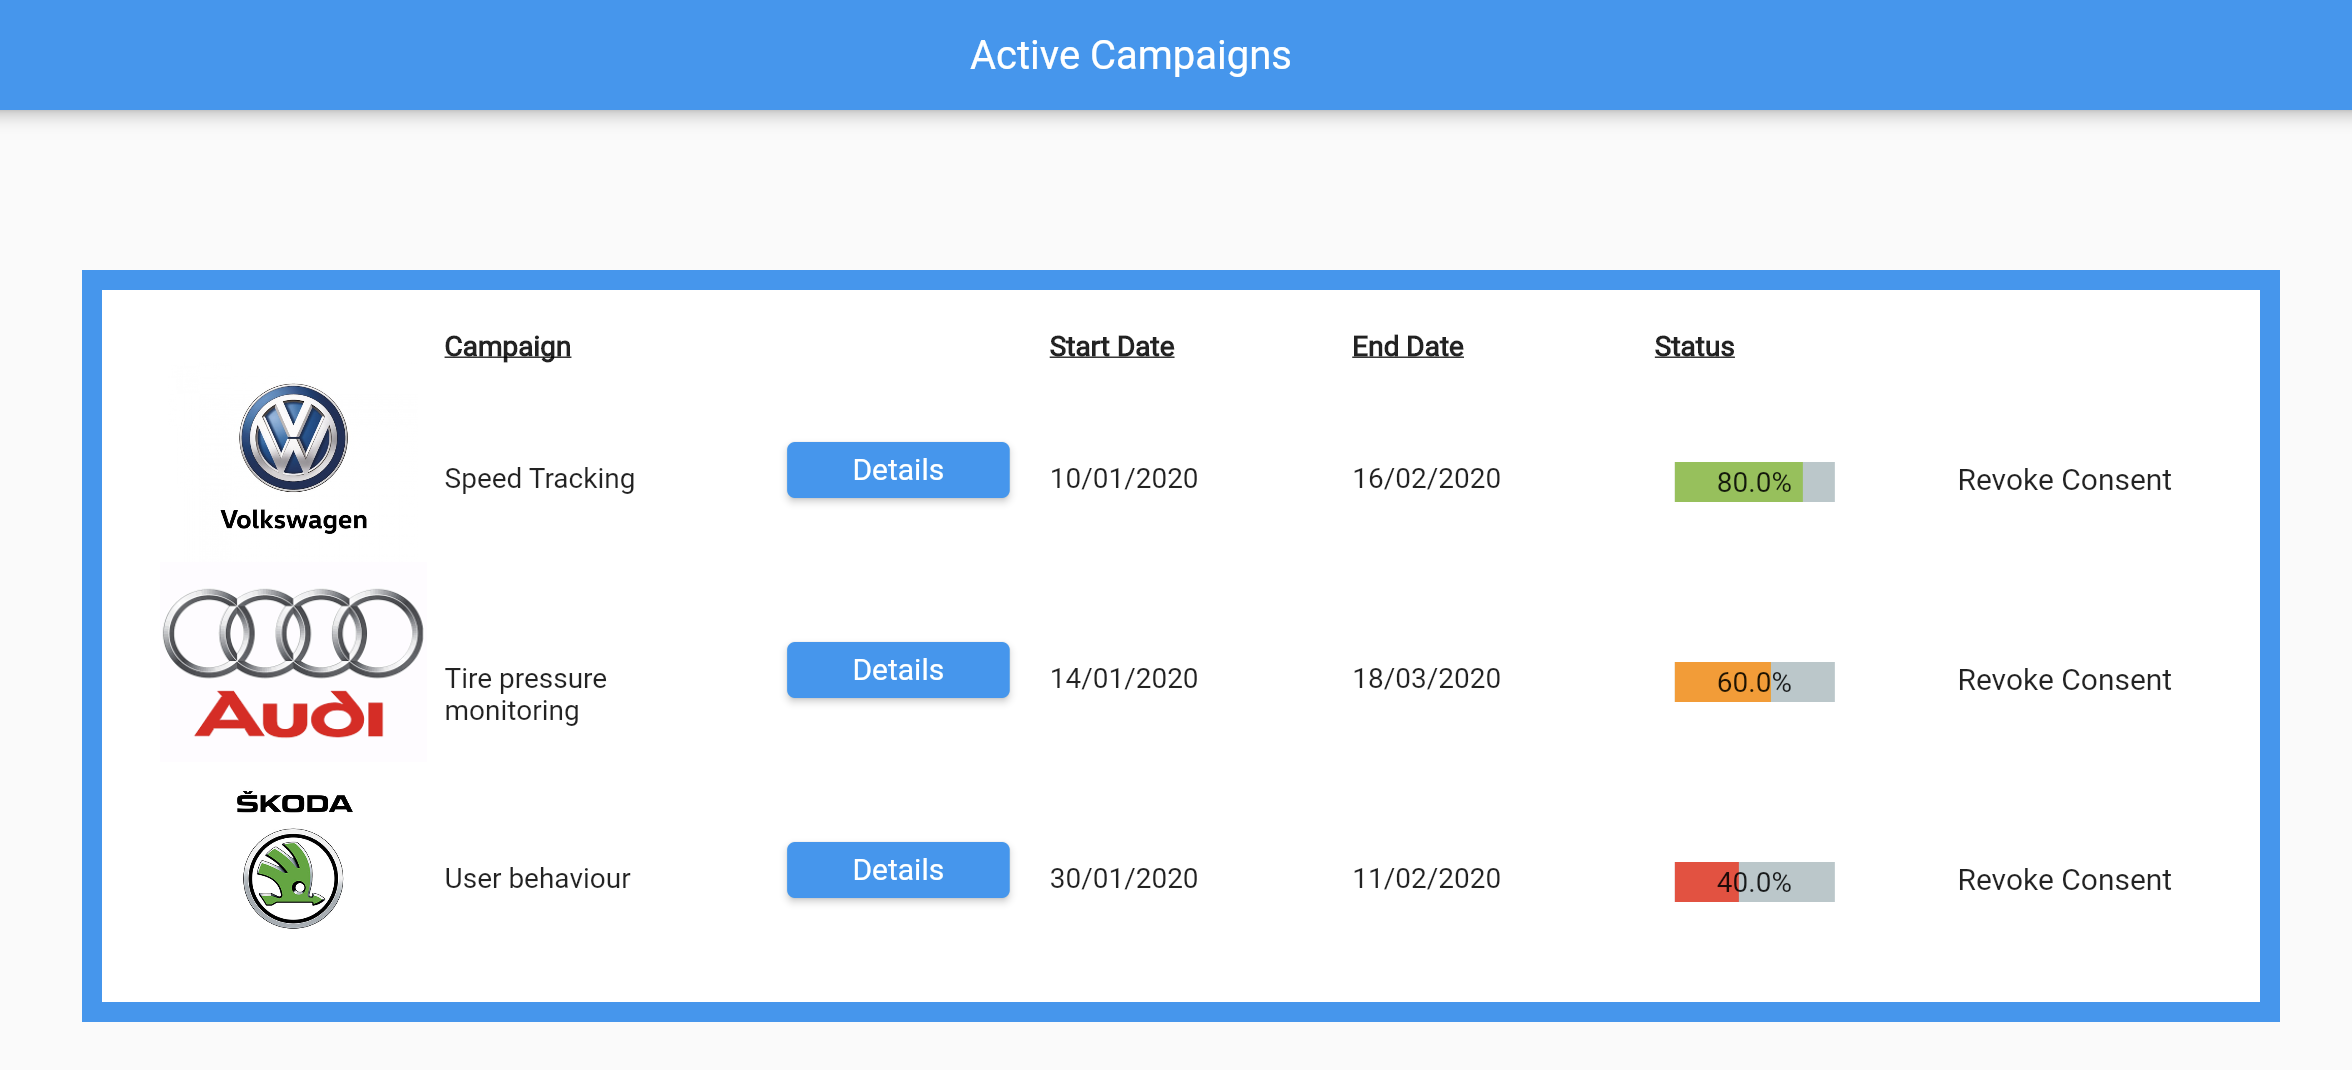 Active Campaigns
Campaign Start Date End Date Status
Volkswagen
Speed Tracking Details 10/01/2020 16/02/2020 80.0% Revoke Consent
Audi
Tire pressure
monitoring
Details 14/01/2020 18/03/2020 60.0% Revoke Consent
ŠKODA
User behaviour Details 30/01/2020 11/02/2020 40.0% Revoke Consent